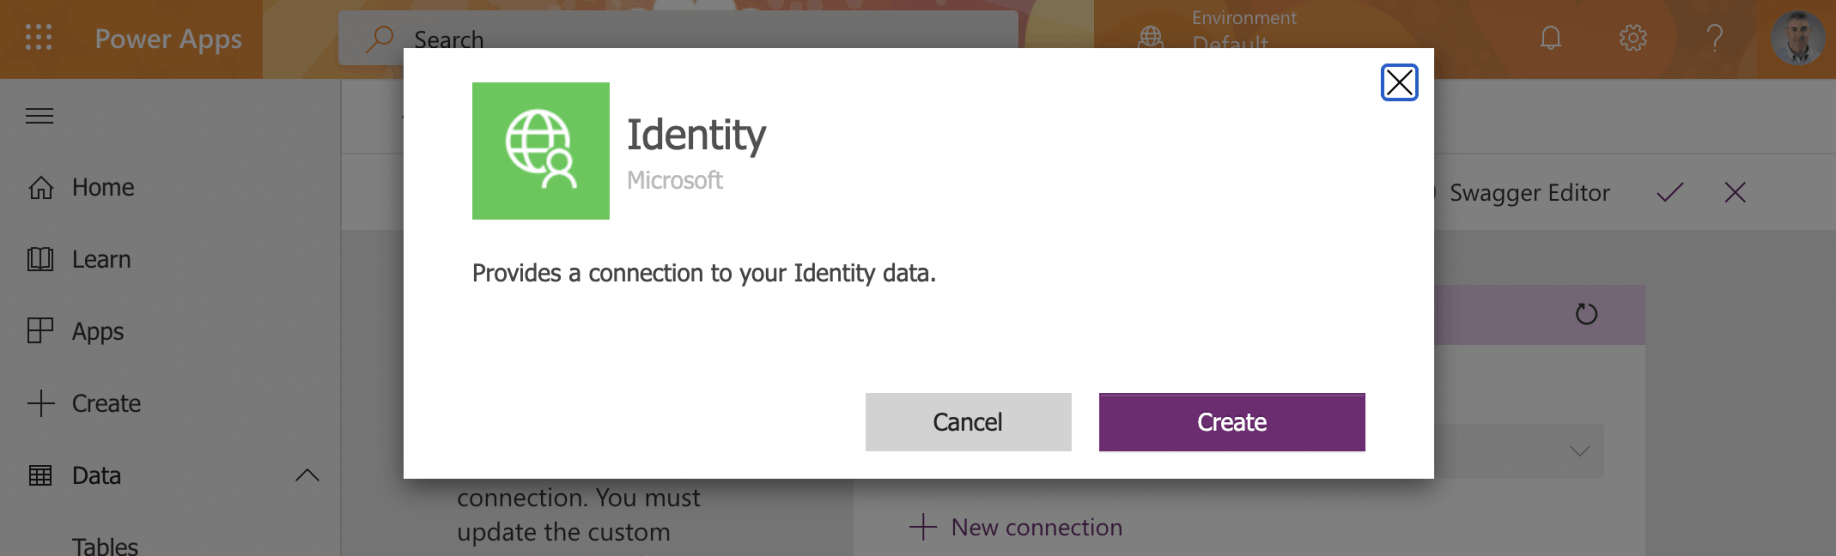 Power Apps
Search
Environment
Default
Identity
Microsoft
Provides a connection to your Identity data.
Cancel
Create
Home
Learn
Apps
Create
Data
Tables
Swagger Editor
connection. You must
update the custom
New connection